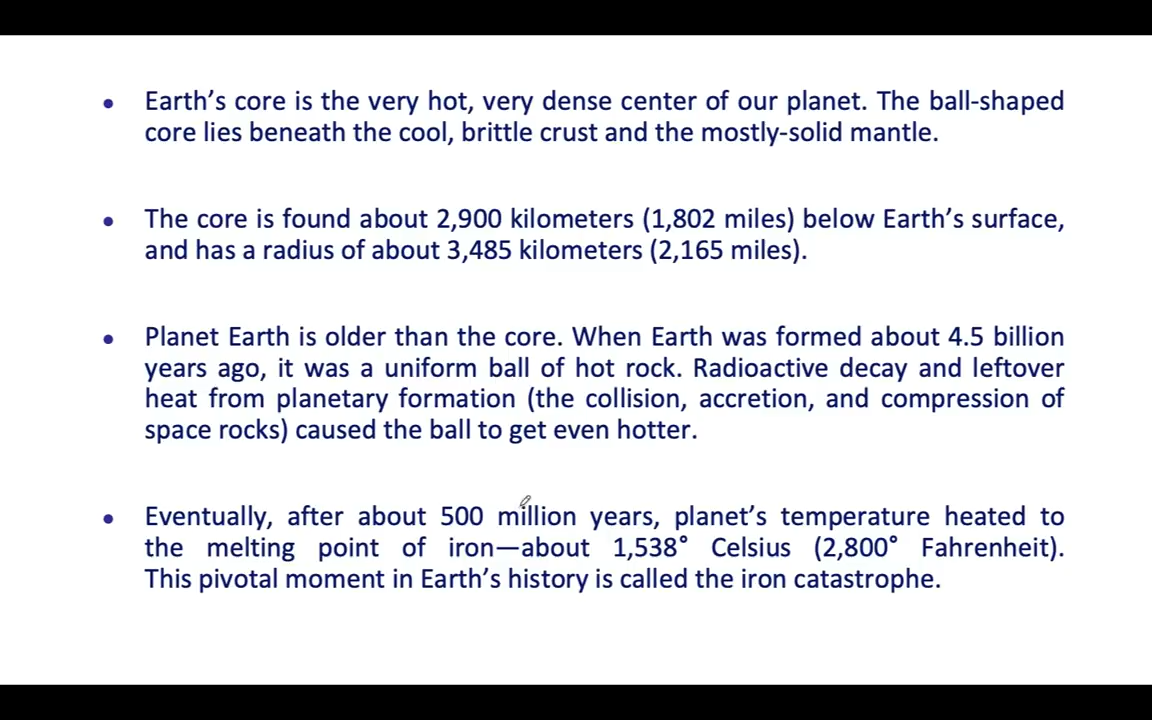 • Earth’s core is the very hot, very dense center of our planet. The ball-shaped
core lies beneath the cool, brittle crust and the mostly-solid mantle.
• The core is found about 2,900 kilometers (1,802 miles) below Earth’s surface,
and has a radius of about 3,485 kilometers (2,165 miles).
• Planet Earth is older than the core. When Earth was formed about 4.5 billion
years ago, it was a uniform ball of hot rock. Radioactive decay and leftover
heat from planetary formation (the collision, accretion, and compression of
space rocks) caused the ball to get even hotter.
• Eventually, after about 500 million years, planet’s temperature heated to
the melting point of iron—about 1,538° Celsius (2,800° Fahrenheit).
This pivotal moment in Earth’s history is called the iron catastrophe.